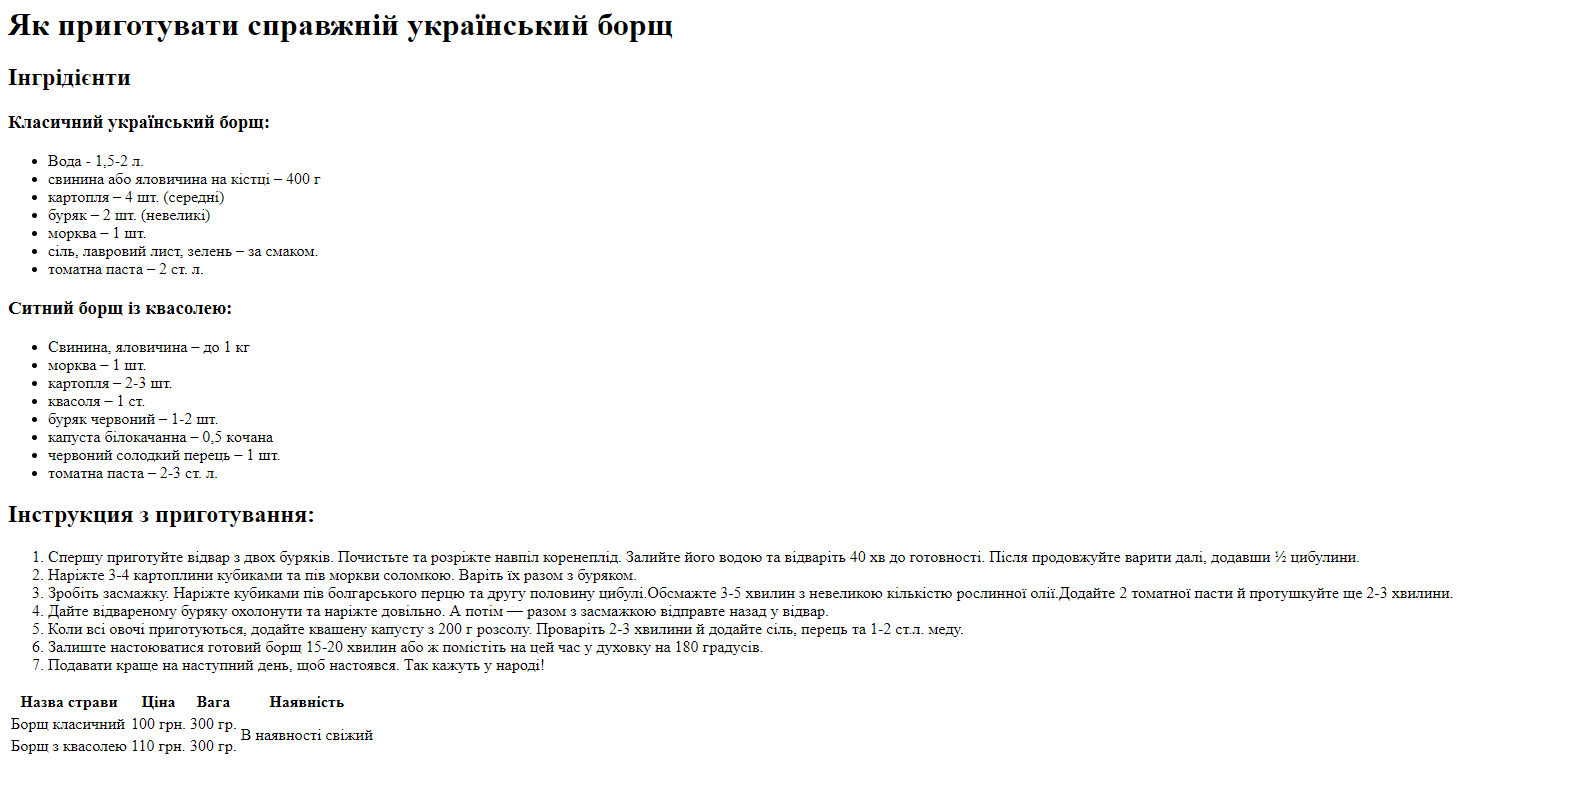 Як приготувати справжній український борщ
Інгрідієнти
Класичний український борщ:
• Вода - 1,5-2 л.
• свинина або яловичина на кістці – 400 г
• картопля – 4 шт. (середні)
• буряк – 2 шт. (невеликі)
• морква – 1 шт.
• сіль, лавровий лист, зелень – за смаком.
• томатна паста – 2 ст. л.
Ситний борщ із квасолею:
• Свинина, яловичина – до 1 кг
• морква – 1 шт.
• картопля – 2-3 шт.
• квасоля – 1 ст.
• буряк червоний – 1-2 шт.
• капуста білокачанна – 0,5 кочана
• червоний солодкий перець – 1 шт.
• томатна паста – 2-3 ст. л.
Інструкция з приготування:
1. Спершу приготуйте відвар з двох буряків. Почистьте та розріжте навпіл коренеплід. Залийте його водою та відваріть 40 хв до готовності. Після продовжуйте варити далі, додавши ½ цибулини.
2. Наріжте 3-4 картоплини кубиками та пів моркви соломкою. Варіть їх разом з буряком.
3. Зробіть засмажку. Наріжте кубиками пів болгарського перцю та другу половину цибулі.Обсмажте 3-5 хвилин з невеликою кількістю рослинної олії.Додайте 2 томатної пасти й протушкуйте ще 2-3 хвилини.
4. Дайте відвареному буряку охолонути та наріжте довільно. А потім — разом з засмажкою відправте назад у відвар.
5. Коли всі овочі приготуються, додайте квашену капусту з 200 г розсолу. Проваріть 2-3 хвилини й додайте сіль, перець та 1-2 ст.л. меду.
6. Залиште настоюватися готовий борщ 15-20 хвилин або ж помістіть на цей час у духовку на 180 градусів.
7. Подавати краще на наступний день, щоб настоявся. Так кажуть у народі!
Назва страви Ціна Вага Наявність
Борщ класичний 100 грн. 300 гр.
В наявності свіжий
Борщ з квасолею 110 грн. 300 гр.